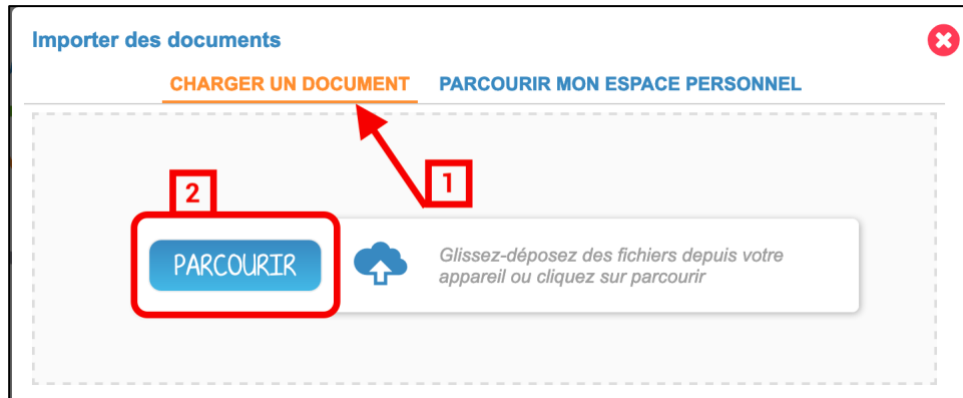 Importer des documents
CHARGER UN DOCUMENT PARCOURIR MON ESPACE PERSONNEL
1
2
PARCOURIR
Glissez-déposez des fichiers depuis votre
appareil ou cliquez sur parcourir